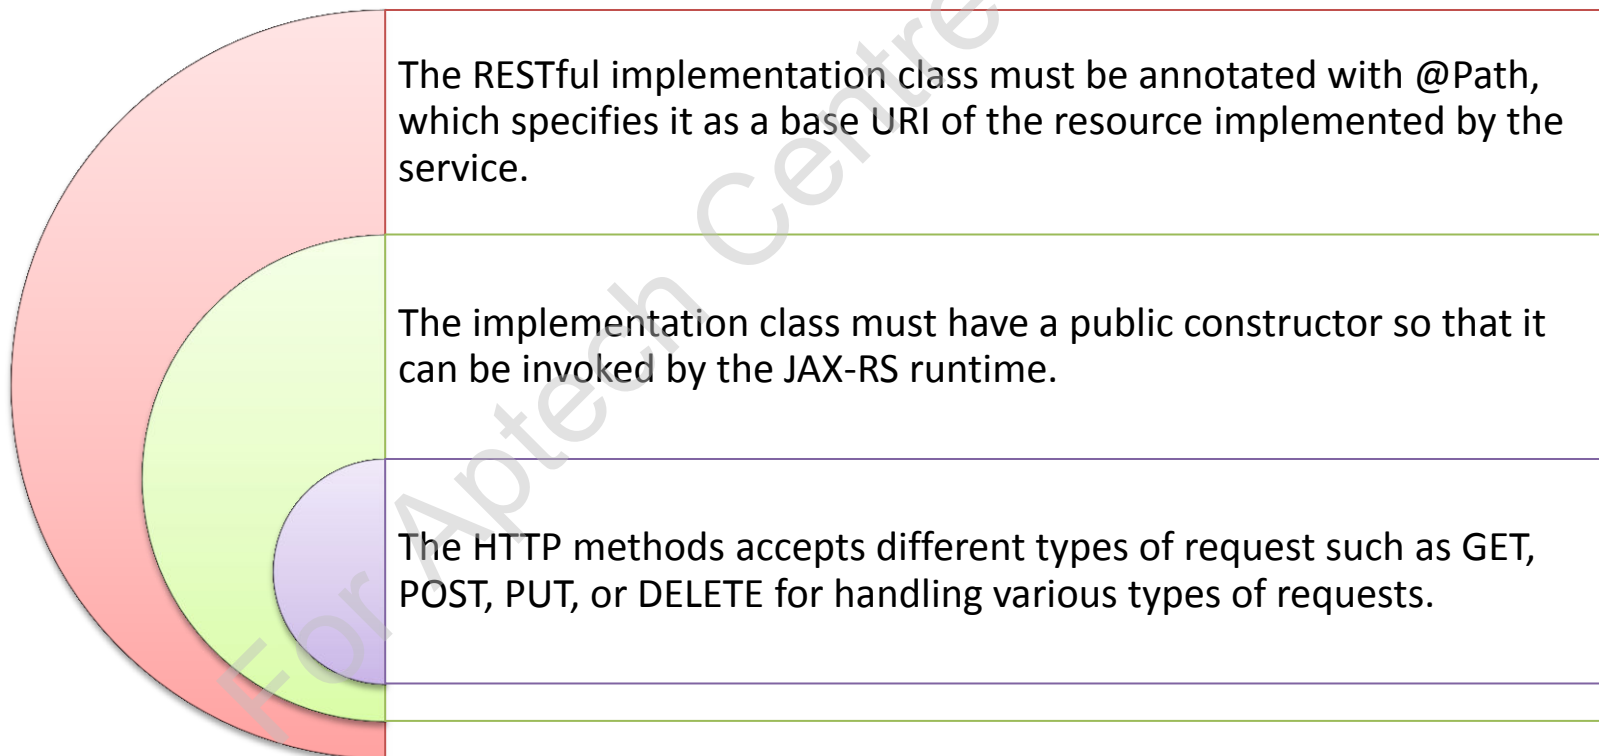 The RESTful implementation class must be annotated with @Path,
which specifies it as a base URI of the resource implemented by the
service.
The implementation class must have a public constructor so that it
can be invoked by the JAX-RS runtime.
The HTTP methods accepts different types of request such as GET,
POST, PUT, or DELETE for handling various types of requests.
For Aptech Centre